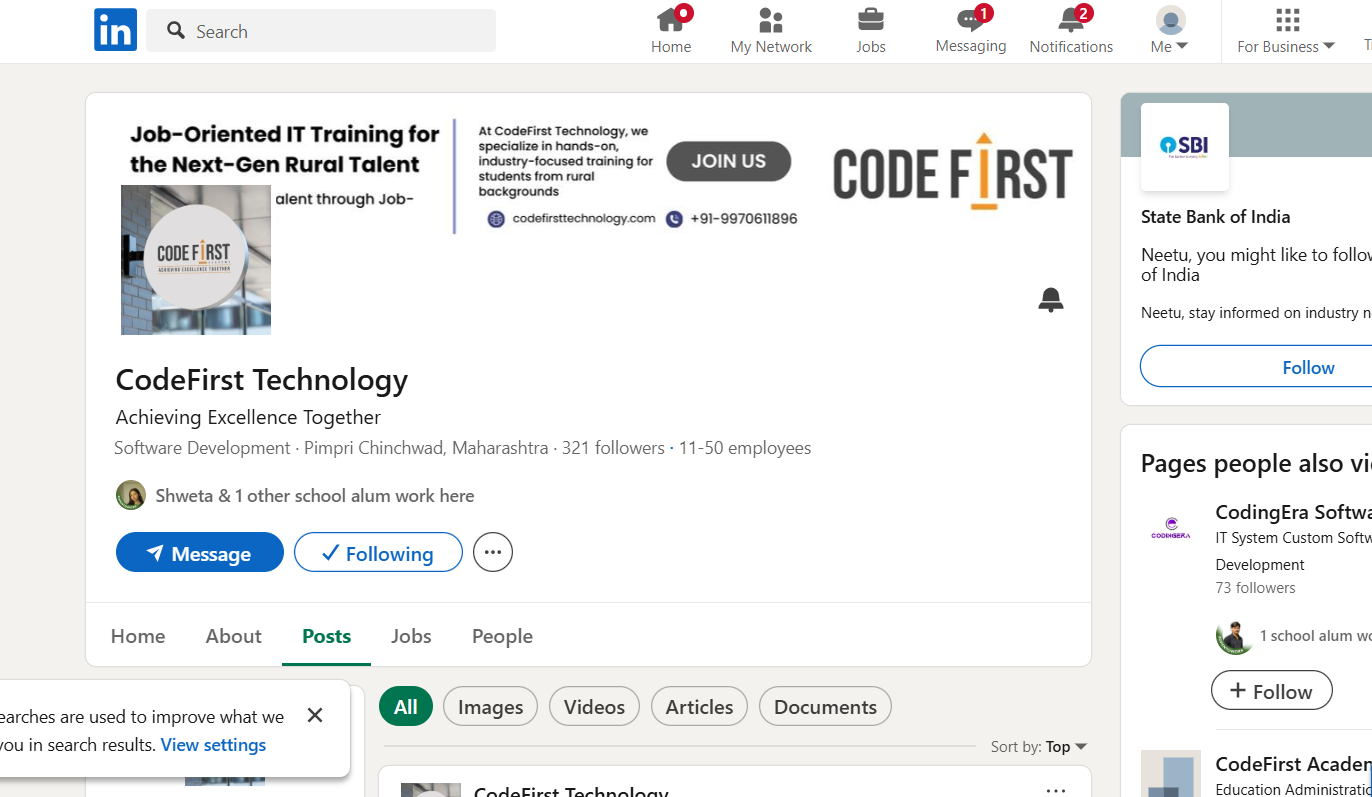 in
Search
Home
My Network
Jobs
1
Messaging
2
Notifications
Me
For Business
Job-Oriented IT Training for
the Next-Gen Rural Talent
alent through Job-
At CodeFirst Technology, we
specialize in hands-on,
industry-focused training for
students from rural
backgrounds
JOIN US
codefirsttechnology.com
+91-9970611896
CODE FIRST
CODE FIRST
ACHIEVING EXCELLENCE TOGETHER
CodeFirst Technology
Achieving Excellence Together
Software Development · Pimpri Chinchwad, Maharashtra · 321 followers · 11-50 employees
Shweta & 1 other school alum work here
Message
Following
Home
About
Posts
Jobs
People
earches are used to improve what we
you in search results. View settings
All
Images
Videos
Articles
Documents
Sort by: Top
CodeFirst Technology
SBI
State Bank of India
Neetu, you might like to follow
of India
Neetu, stay informed on industry n
Follow
Pages people also vi
CODINGERA
CodingEra Softwa
IT System Custom Softw
Development
73 followers
1 school alum wo
+ Follow
CodeFirst Academ
Education Administratio